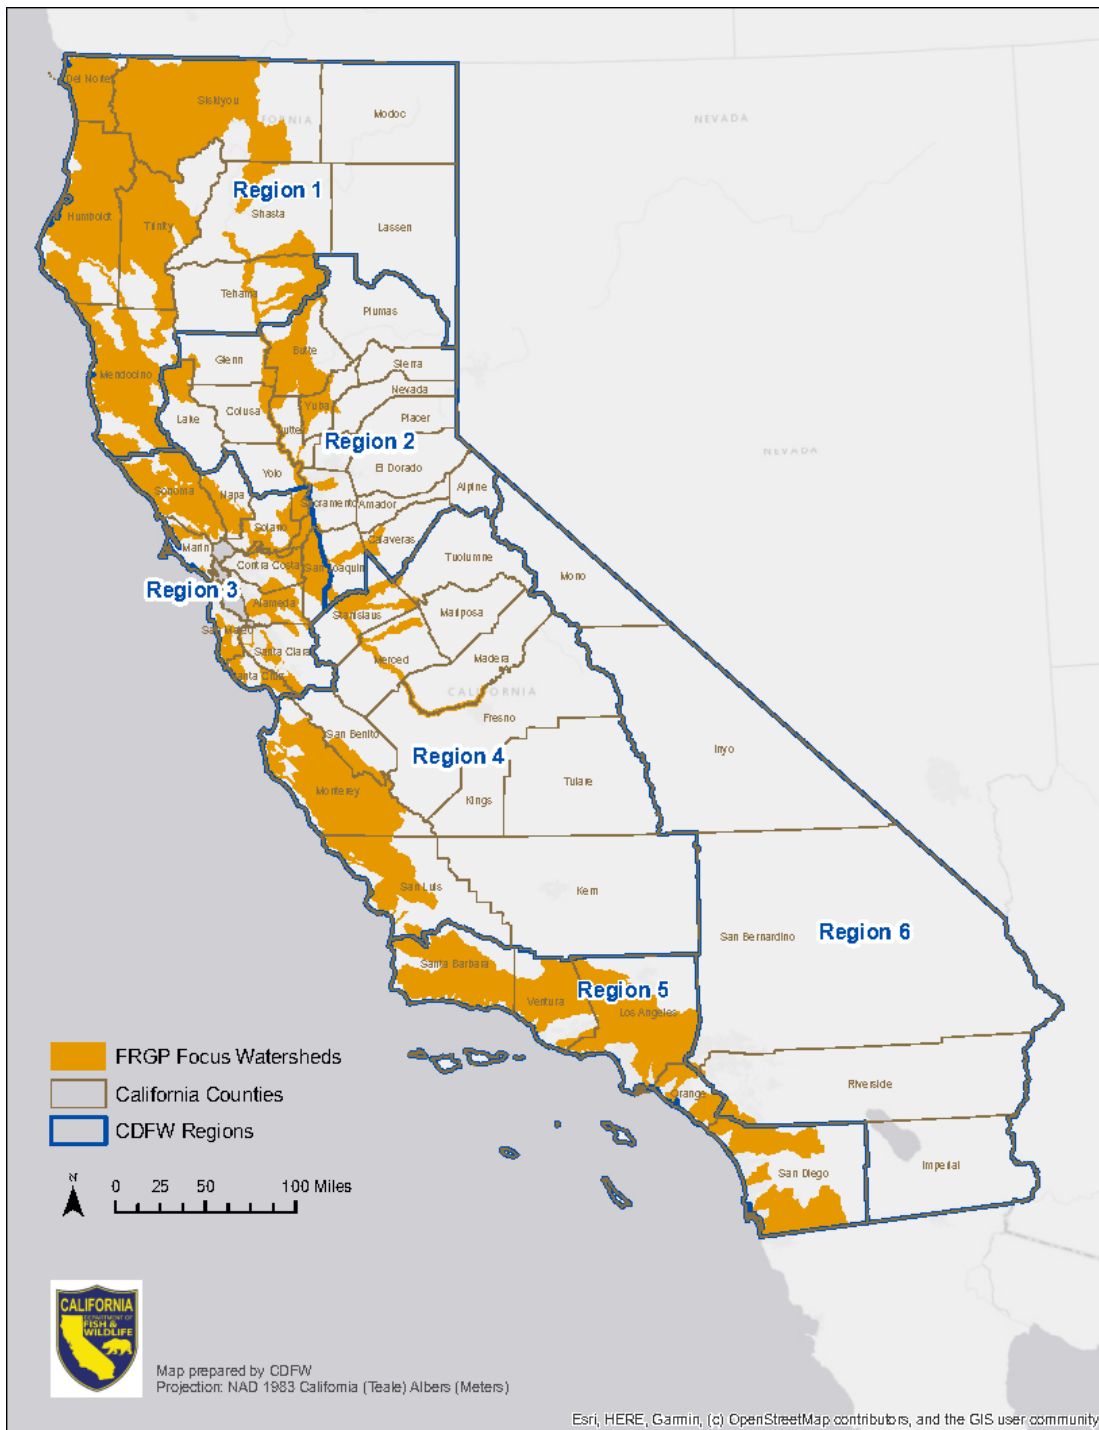 Del Norte
Siskiyou
Modoc
NEVADA
Region 1
Shasta
Humboldt
Trinity
Lassen
Tehama
Plumas
Glenn
Butte
Sierra
Mendocino
Nevada
Yuba
Placer
Lake
Colusa
Region 2
NEVADA
Yolo
El Dorado
Alpine
Sonoma
Napa
Sacramento
Amador
Solano
Calaveras
Marin
Tuolumne
Contra Costa
San Joaquin
Mono
Region 3
Alameda
Stanislaus
Mariposa
San Mateo
Santa Clara
Merced
Madera
Santa Cruz
CALIFORNIA
Fresno
San Benito
Region 4
Inyo
Monterey
Kings
Tulare
San Luis
Kern
San Bernardino
Region 6
Santa Barbara
Ventura
Region 5
Los Angeles
FRGP Focus Watersheds
California Counties
CDFW Regions
Orange
Riverside
San Diego
Imperial
N
0 25 50 100 Miles
CALIFORNIA
DEPARTMENT OF
FISH &
WILDLIFE
Map prepared by CDFW
Projection: NAD 1983 California (Teale) Albers (Meters)
Esri, HERE, Garmin, (c) OpenStreetMap contributors, and the GIS user community